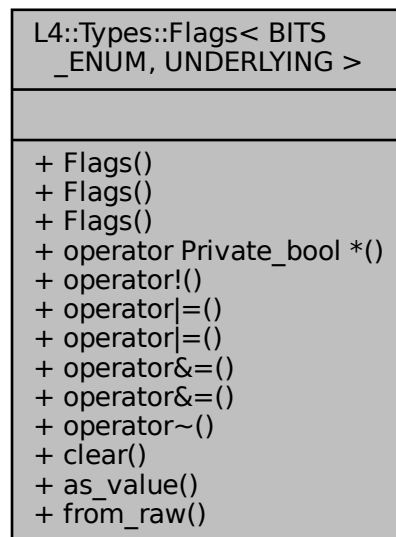 L4::Types::Flags< BITS
_ENUM, UNDERLYING >
+ Flags()
+ Flags()
+ Flags()
+ operator Private_bool *()
+ operator!()
+ operator|=()
+ operator|=()
+ operator&=()
+ operator&=()
+ operator~()
+ clear()
+ as_value()
+ from_raw()